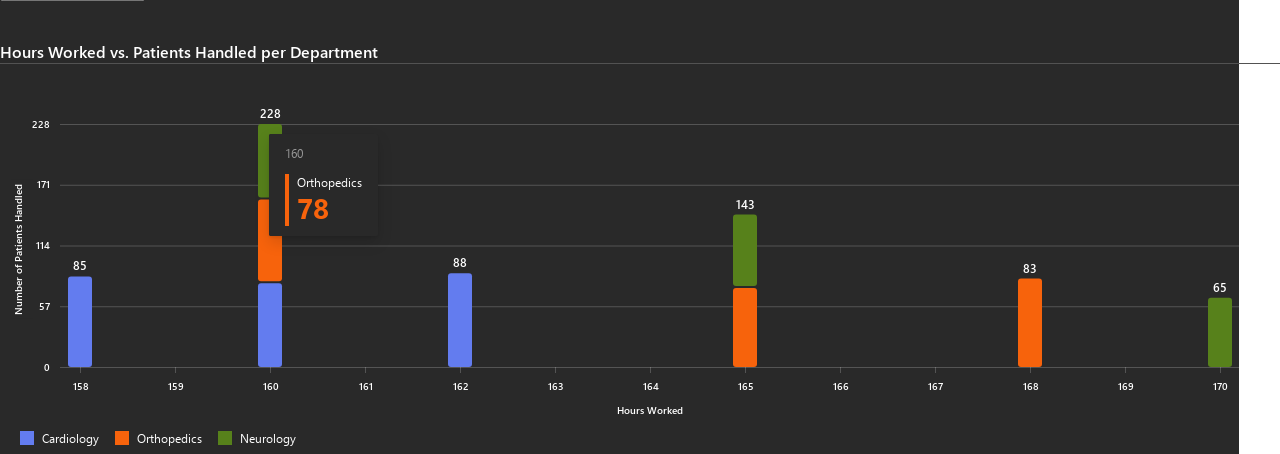 Hours Worked vs. Patients Handled per Department
228
228
160
Orthopedics
78
171
143
114
85
88
83
65
57
0
Number of Patients Handled
158 159 160 161 162 163 164 165 166 167 168 169 170
Hours Worked
Cardiology Orthopedics Neurology